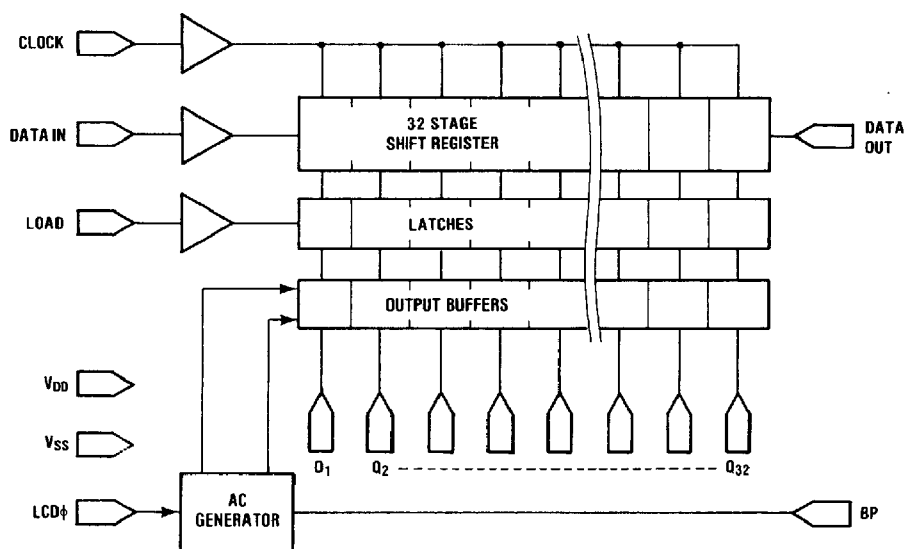 CLOCK
DATA IN
32 STAGE
SHIFT REGISTER
DATA
OUT
LOAD
LATCHES
OUTPUT BUFFERS
VDD
VSS
Q1
Q2
Q32
LCDϕ
AC
GENERATOR
BP